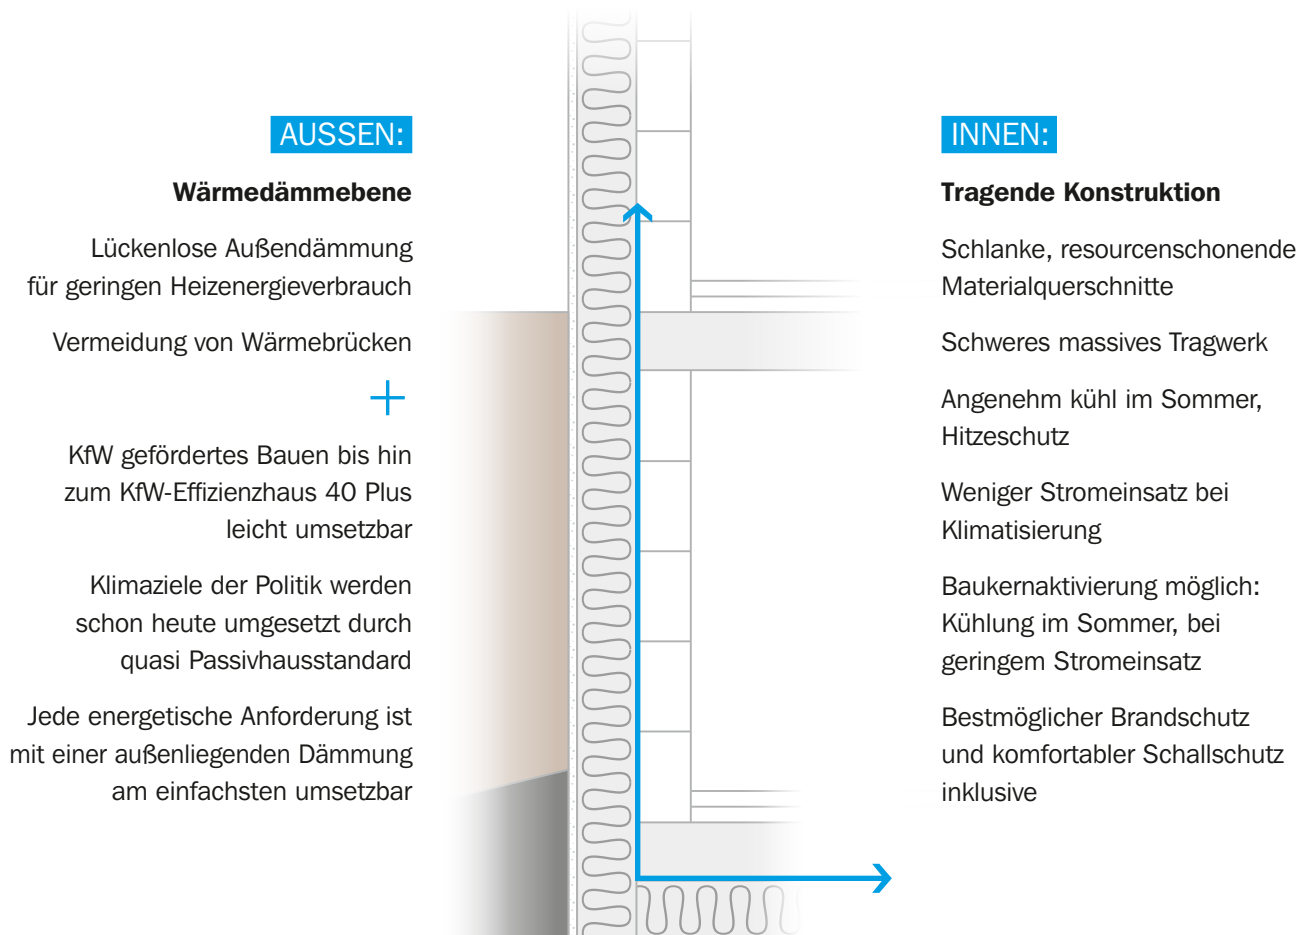 AUSSEN:
Wärmedämmebene
Lückenlose Außendämmung
für geringen Heizenergieverbrauch
Vermeidung von Wärmebrücken
+
KfW gefördertes Bauen bis hin
zum KfW-Effizienzhaus 40 Plus
leicht umsetzbar
Klimaziele der Politik werden
schon heute umgesetzt durch
quasi Passivhausstandard
Jede energetische Anforderung ist
mit einer außenliegenden Dämmung
am einfachsten umsetzbar
INNEN:
Tragende Konstruktion
Schlanke, resourcenschonende
Materialquerschnitte
Schweres massives Tragwerk
Angenehm kühl im Sommer,
Hitzeschutz
Weniger Stromeinsatz bei
Klimatisierung
Baukernaktivierung möglich:
Kühlung im Sommer, bei
geringem Stromeinsatz
Bestmöglicher Brandschutz
und komfortabler Schallschutz
inklusive